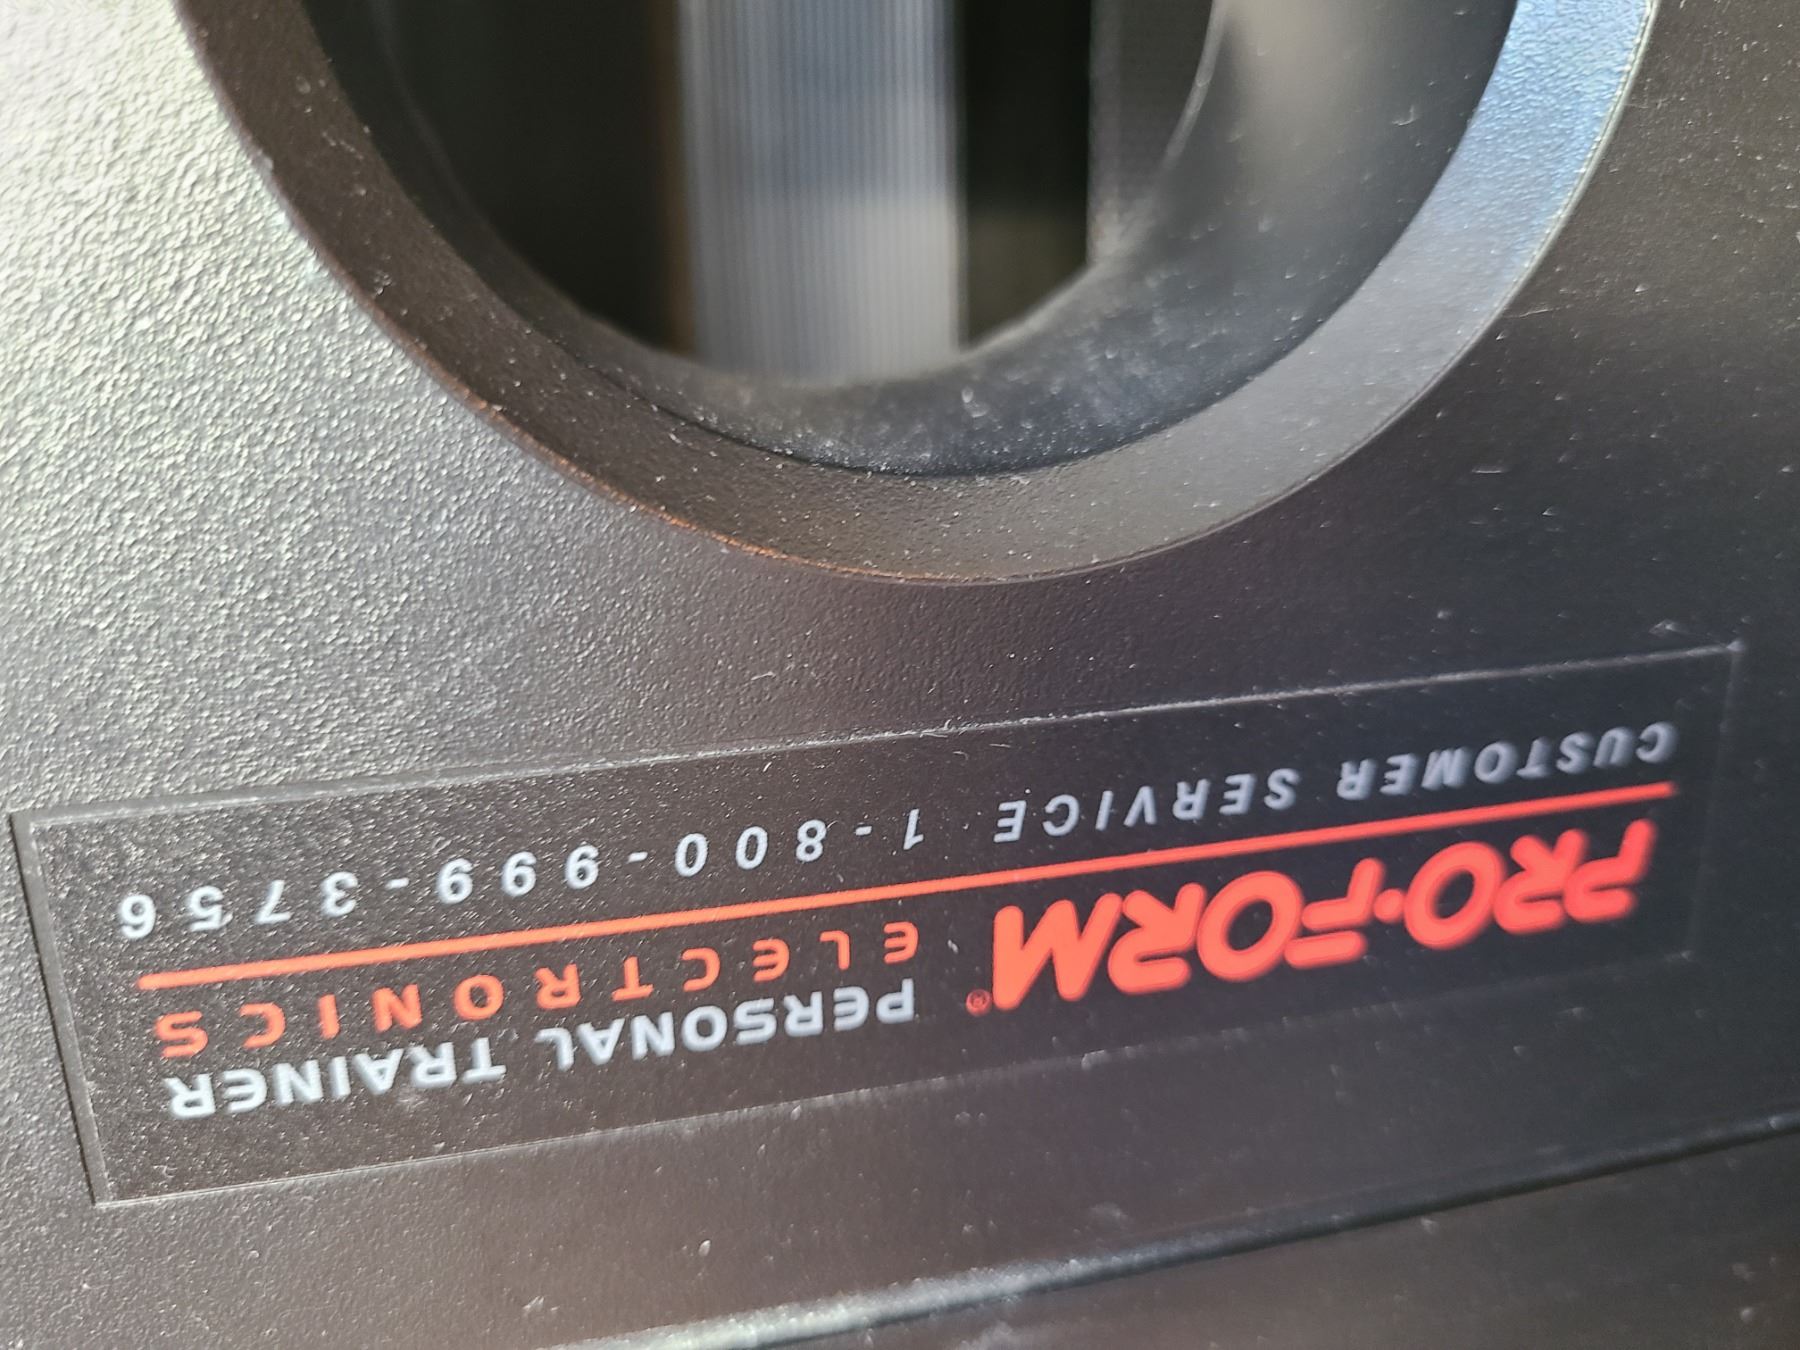 PERSONAL TRAINER
PRO·FORM® ELECTRONICS
CUSTOMER SERVICE 1-800-999-3756